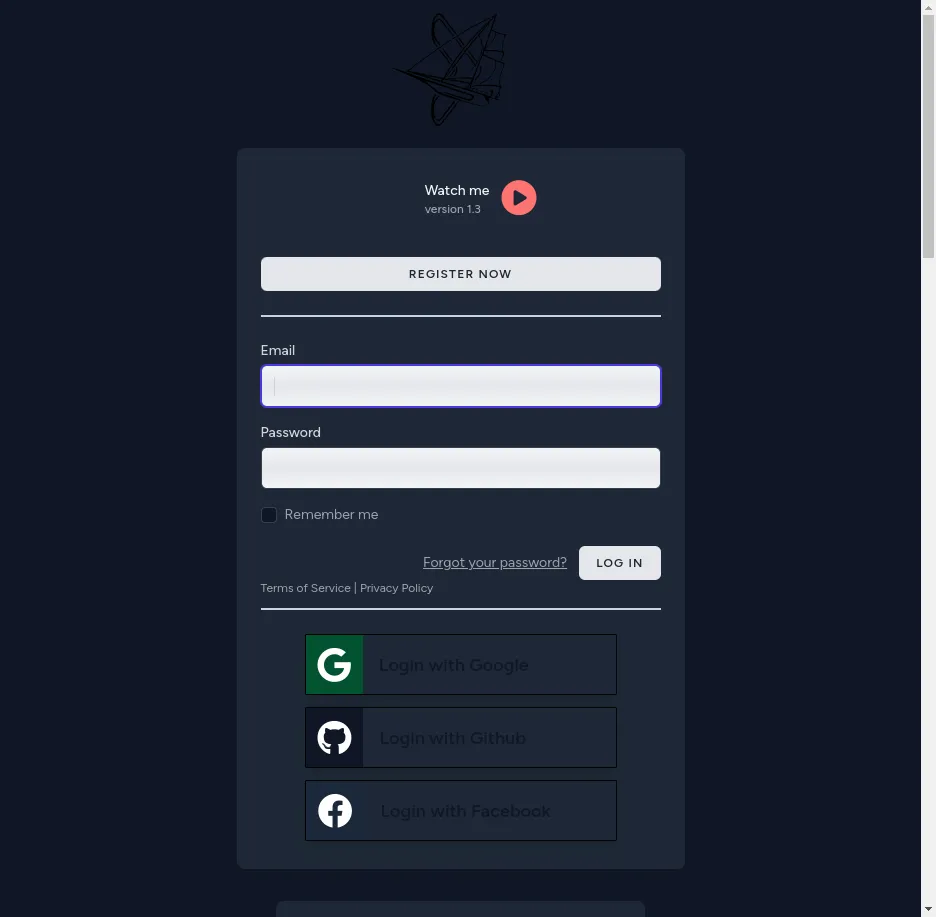 Watch me
version 1.3
REGISTER NOW
Email
Password
Remember me
Forgot your password?
LOG IN
Terms of Service | Privacy Policy
Login with Google
Login with Github
Login with Facebook